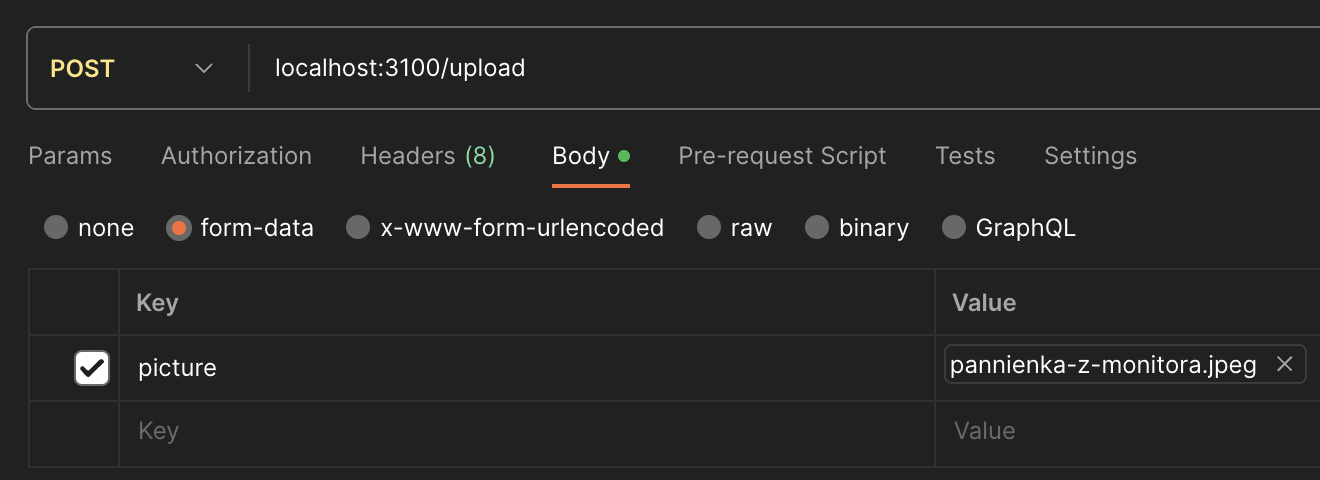 POST localhost:3100/upload
Params Authorization Headers (8) Body Pre-request Script Tests Settings
none form-data x-www-form-urlencoded raw binary GraphQL
Key Value
picture pannienka-z-monitora.jpeg
Key Value